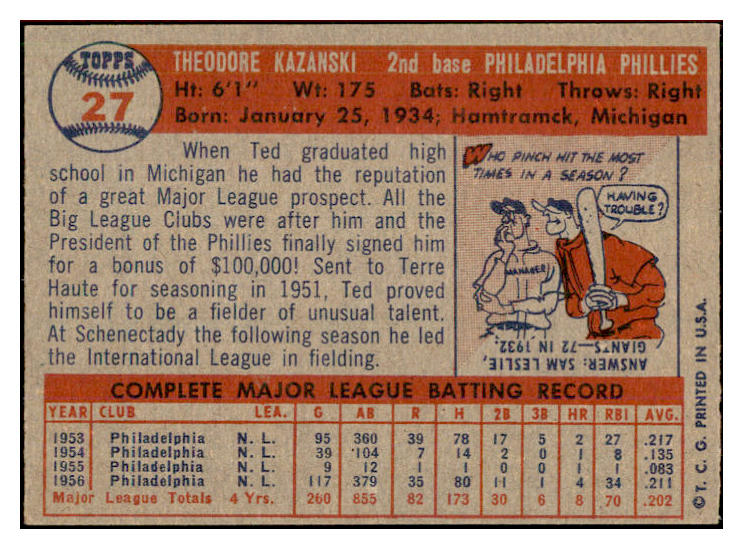 TOPPS
27
THEODORE KAZANSKI 2nd base PHILADELPHIA PHILLIES
Ht: 6'1" Wt: 175 Bats: Right Throws: Right
Born: January 25, 1934; Hamtramck, Michigan
When Ted graduated high
school in Michigan he had the reputation
of a great Major League prospect. All the
Big League Clubs were after him and the
President of the Phillies finally signed him
for a bonus of $100,000! Sent to Terre
Haute for seasoning in 1951, Ted proved
himself to be a fielder of unusual talent.
At Schenectady the following season he led
the International League in fielding.
WHO PINCH HIT THE MOST
TIMES IN A SEASON?
HAVING
TROUBLE?
MANAGER
ANSWER: SAM LESLIE,
GIANTS—72 IN 1932
COMPLETE MAJOR LEAGUE BATTING RECORD
YEAR CLUB LEA. G AB R H 2B 3B HR RBI AVG.
1953 Philadelphia N. L. 95 360 39 78 17 5 2 27 .217
1954 Philadelphia N. L. 39 104 7 14 2 0 1 8 .135
1955 Philadelphia N. L. 9 12 1 1 0 0 1 1 .083
1956 Philadelphia N. L. 117 379 35 80 11 1 4 34 .211
Major League Totals 4 Yrs. 260 855 82 173 30 6 8 70 .202
© T. C. G. PRINTED IN U.S.A.